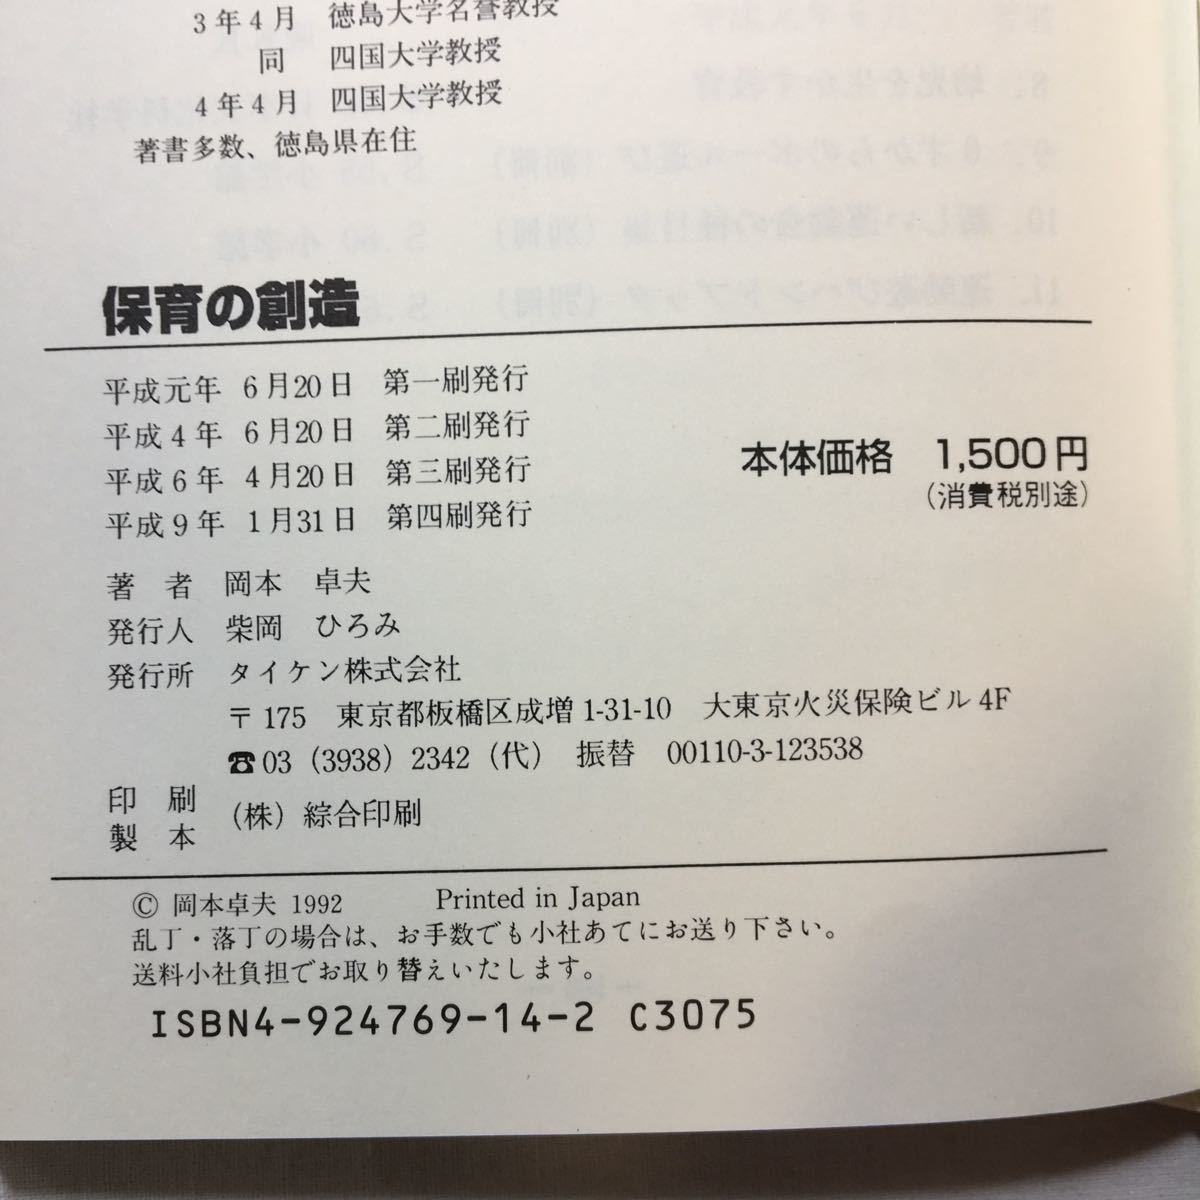 3年4月 徳島大学名誉教授
同 四国大学教授
4年4月 四国大学教授
著書多数、徳島県在住
保育の創造
平成元年 6月20日 第一刷発行
平成4年 6月20日 第二刷発行
平成6年 4月20日 第三刷発行
平成9年 1月31日 第四刷発行
本体価格 1,500円
(消費税別途)
著 者 岡本 卓夫
発行人 柴岡 ひろみ
発行所 タイケン株式会社
〒175 東京都板橋区成増1-31-10 大東京火災保険ビル4F
☎03(3938)2342(代) 振替 00110-3-123538
印 刷
製 本
(株)綜合印刷
© 岡本卓夫 1992 Printed in Japan
乱丁・落丁の場合は、お手数でも小社あてにお送り下さい。
送料小社負担でお取り替えいたします。
ISBN4-924769-14-2 C3075